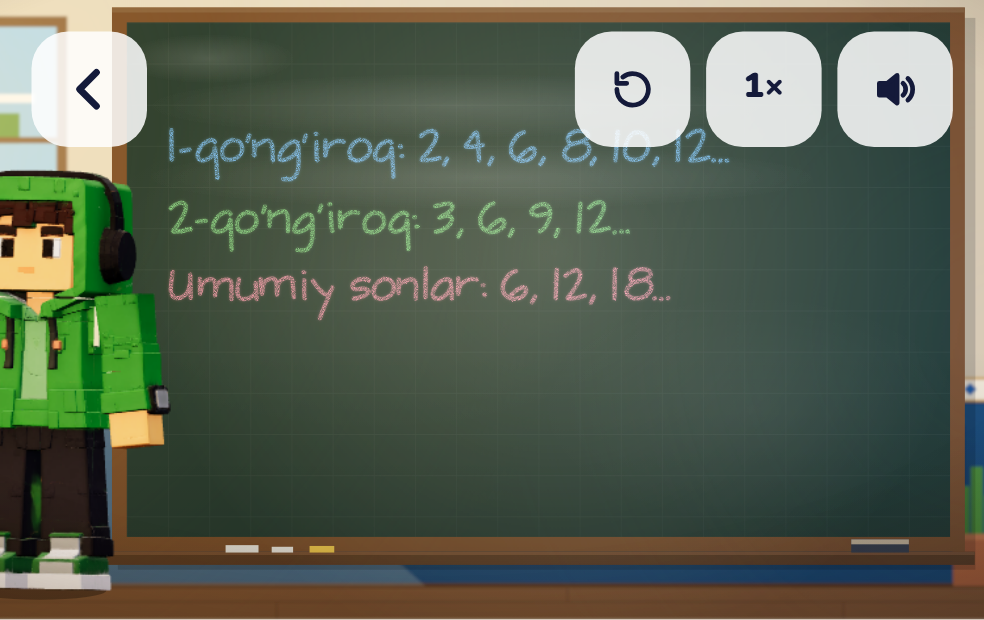 1×
1-qo'ng'iroq: 2, 4, 6, 8, 10, 12...
2-qo'ng'iroq: 3, 6, 9, 12...
Umumiy sonlar: 6, 12, 18...